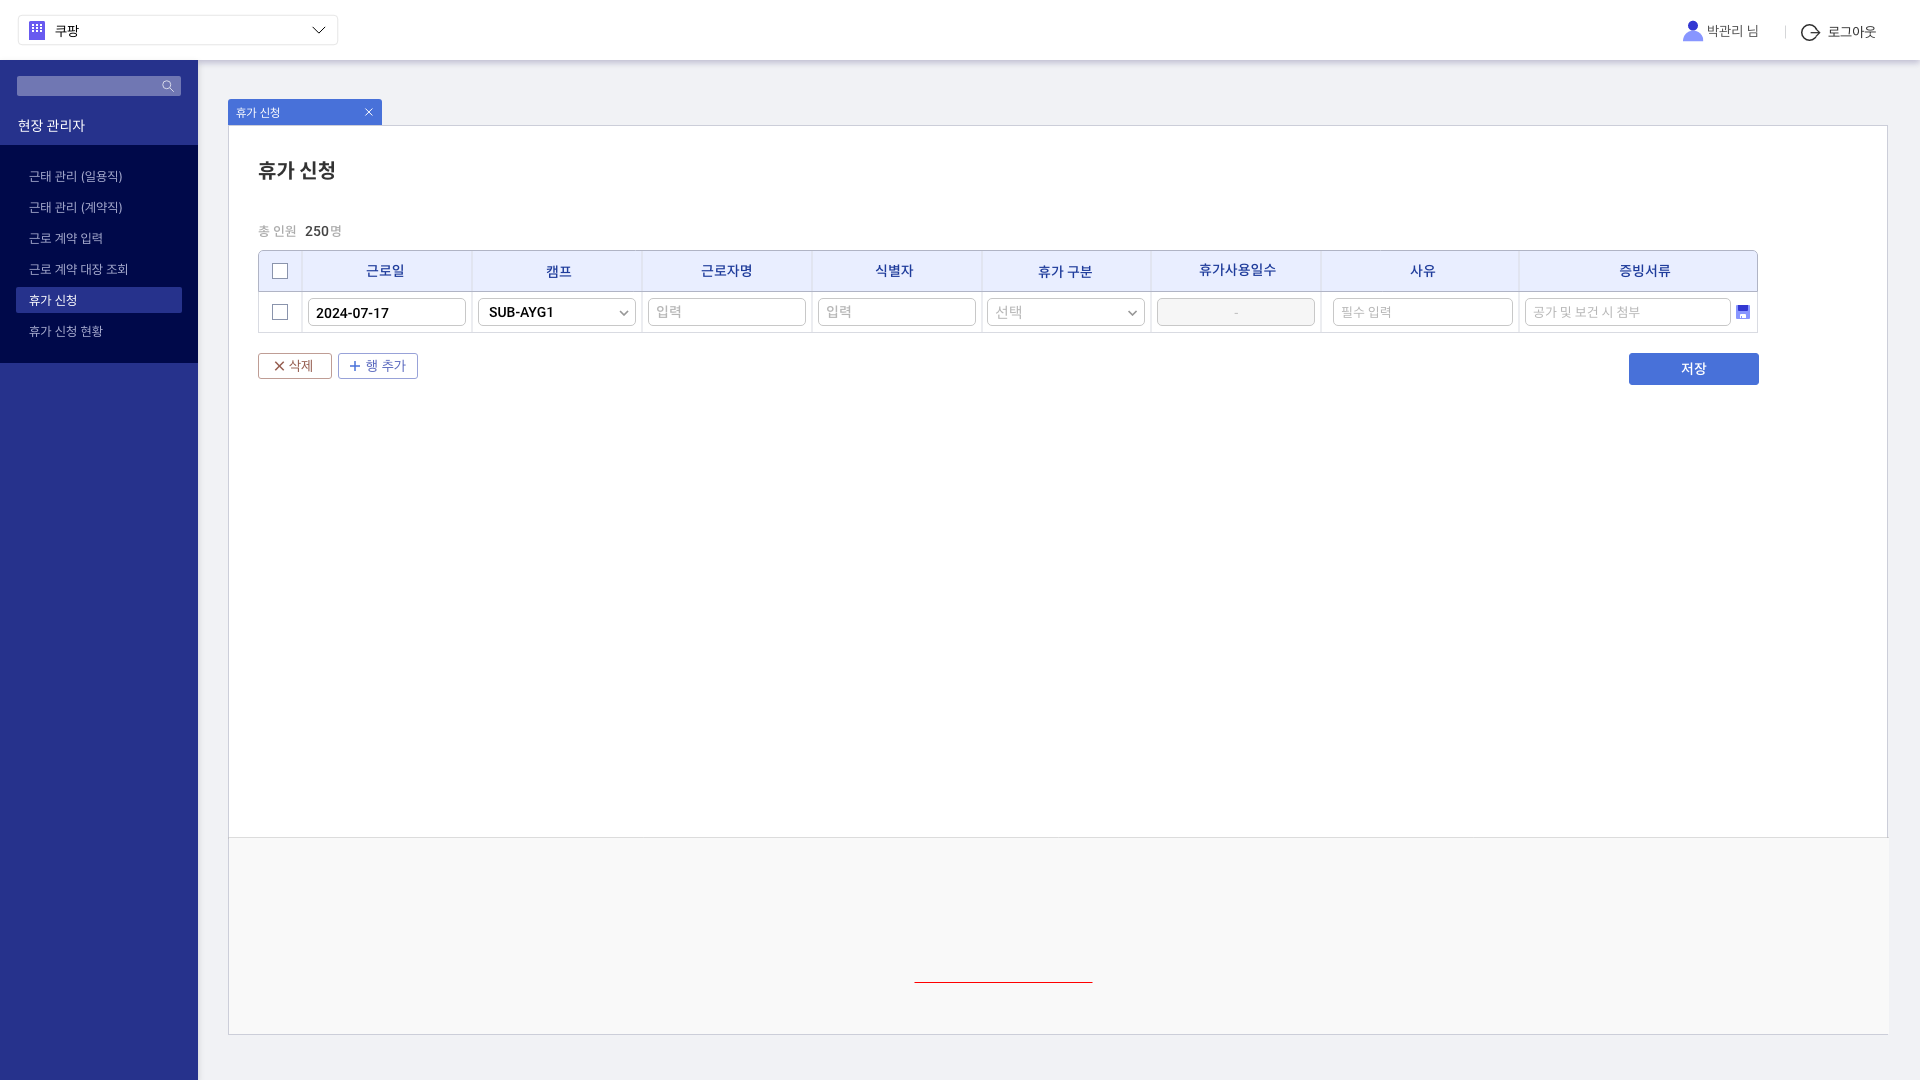 쿠팡
박관리 님
로그아웃
현장 관리자
근태 관리 (일용직)
근태 관리 (계약직)
근로 계약 입력
근로 계약 대장 조회
휴가 신청
휴가 신청 현황
휴가 신청
휴가 신청
총 인원 250명
근로일 캠프 근로자명 식별자 휴가 구분 휴가사용일수 사유 증빙서류
2024-07-17 SUB-AYG1 입력 입력 선택 - 필수 입력 공가 및 보건 시 첨부
삭제 행 추가 저장